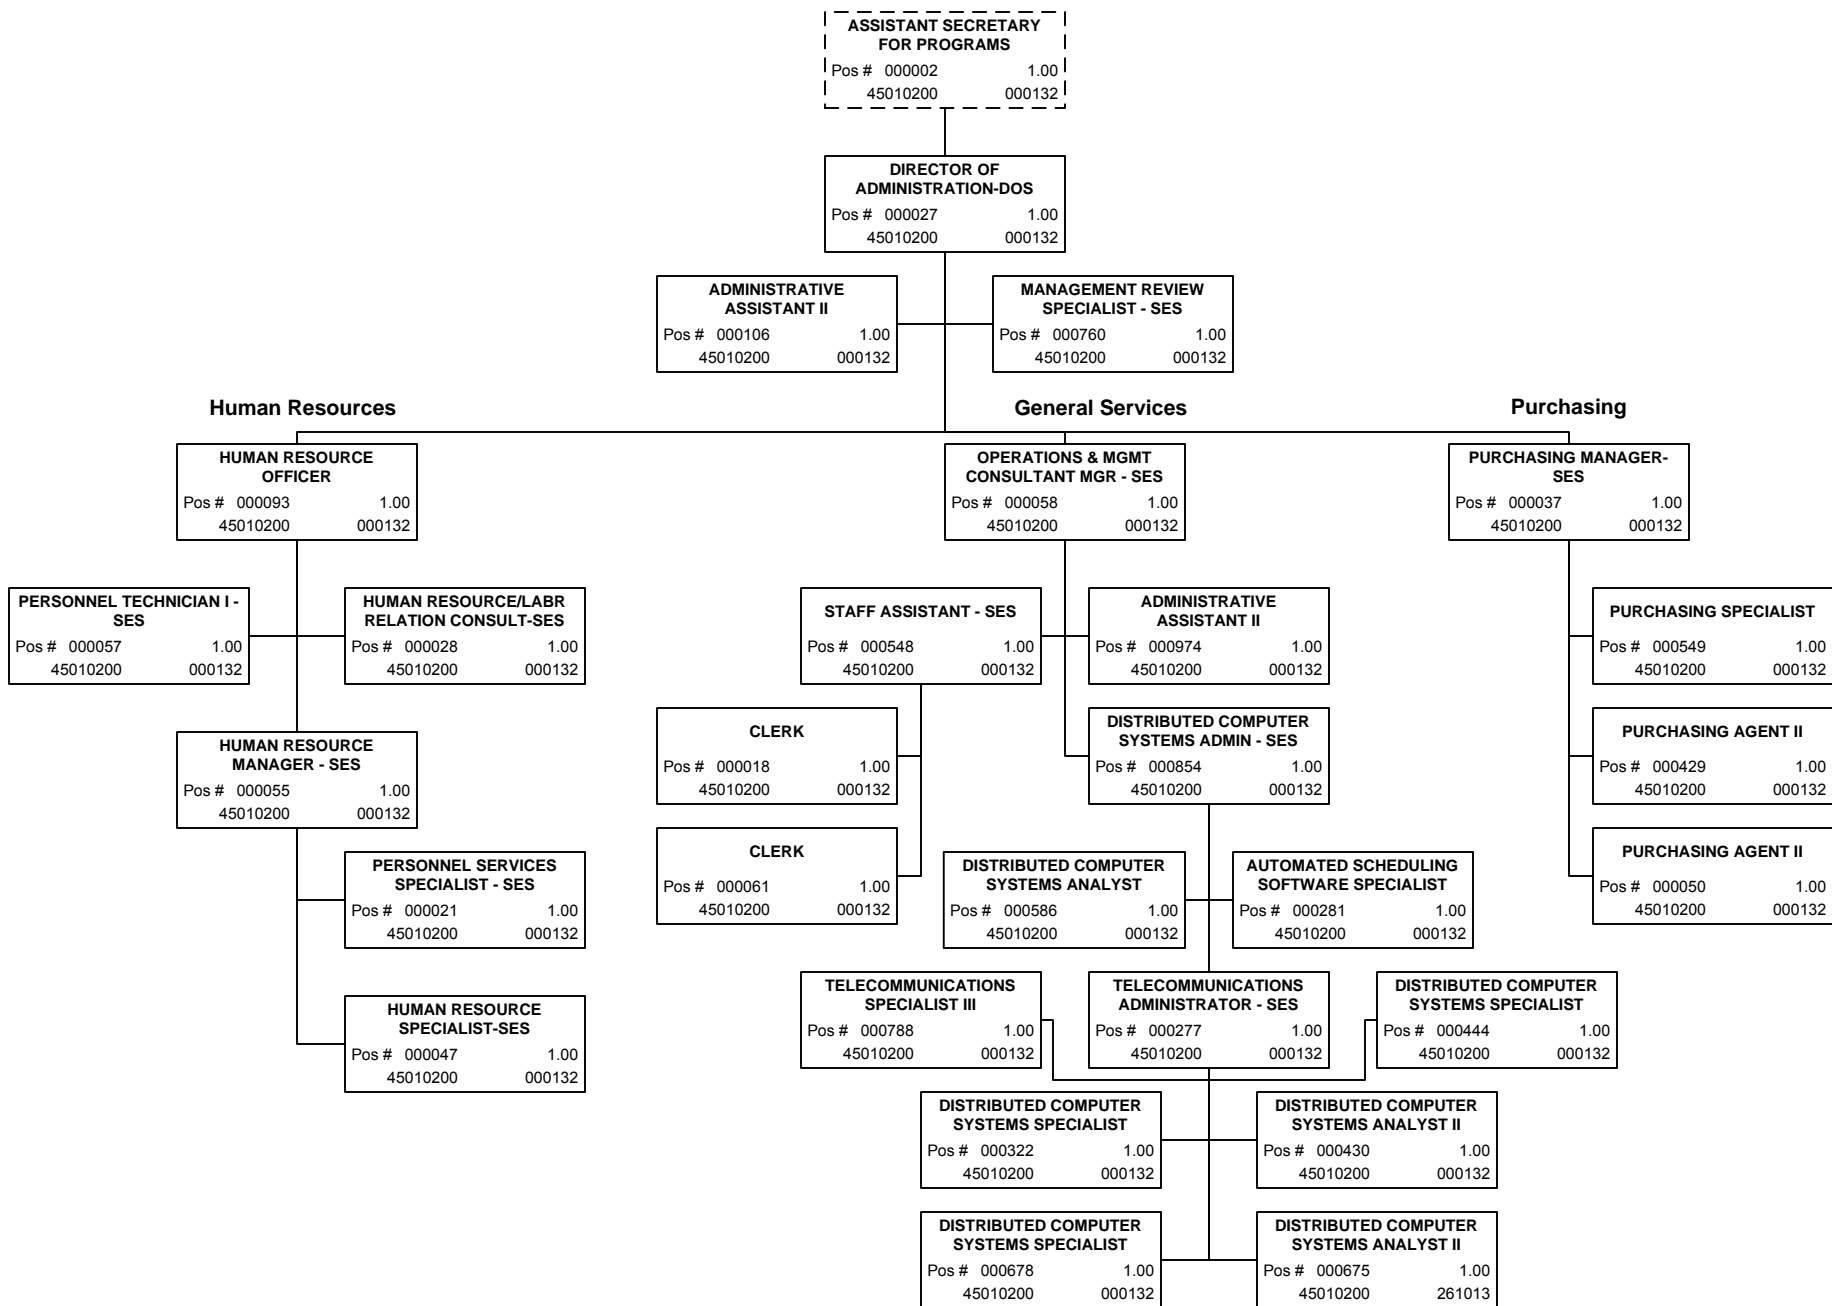 ASSISTANT SECRETARY
FOR PROGRAMS
Pos # 000002 1.00
45010200 000132
DIRECTOR OF
ADMINISTRATION-DOS
Pos # 000027 1.00
45010200 000132
ADMINISTRATIVE
ASSISTANT II
Pos # 000106 1.00
45010200 000132
MANAGEMENT REVIEW
SPECIALIST - SES
Pos # 000760 1.00
45010200 000132
Human Resources
General Services
Purchasing
HUMAN RESOURCE
OFFICER
Pos # 000093 1.00
45010200 000132
OPERATIONS & MGMT
CONSULTANT MGR - SES
Pos # 000058 1.00
45010200 000132
PURCHASING MANAGER-
SES
Pos # 000037 1.00
45010200 000132
PERSONNEL TECHNICIAN I -
SES
Pos # 000057 1.00
45010200 000132
HUMAN RESOURCE/LABR
RELATION CONSULT-SES
Pos # 000028 1.00
45010200 000132
STAFF ASSISTANT - SES
Pos # 000548 1.00
45010200 000132
ADMINISTRATIVE
ASSISTANT II
Pos # 000974 1.00
45010200 000132
PURCHASING SPECIALIST
Pos # 000549 1.00
45010200 000132
HUMAN RESOURCE
MANAGER - SES
Pos # 000055 1.00
45010200 000132
CLERK
Pos # 000018 1.00
45010200 000132
DISTRIBUTED COMPUTER
SYSTEMS ADMIN - SES
Pos # 000854 1.00
45010200 000132
PURCHASING AGENT II
Pos # 000429 1.00
45010200 000132
PERSONNEL SERVICES
SPECIALIST - SES
Pos # 000021 1.00
45010200 000132
CLERK
Pos # 000061 1.00
45010200 000132
DISTRIBUTED COMPUTER
SYSTEMS ANALYST
Pos # 000586 1.00
45010200 000132
AUTOMATED SCHEDULING
SOFTWARE SPECIALIST
Pos # 000281 1.00
45010200 000132
PURCHASING AGENT II
Pos # 000050 1.00
45010200 000132
HUMAN RESOURCE
SPECIALIST-SES
Pos # 000047 1.00
45010200 000132
TELECOMMUNICATIONS
SPECIALIST III
Pos # 000788 1.00
45010200 000132
TELECOMMUNICATIONS
ADMINISTRATOR - SES
Pos # 000277 1.00
45010200 000132
DISTRIBUTED COMPUTER
SYSTEMS SPECIALIST
Pos # 000444 1.00
45010200 000132
DISTRIBUTED COMPUTER
SYSTEMS SPECIALIST
Pos # 000322 1.00
45010200 000132
DISTRIBUTED COMPUTER
SYSTEMS ANALYST II
Pos # 000430 1.00
45010200 000132
DISTRIBUTED COMPUTER
SYSTEMS SPECIALIST
Pos # 000678 1.00
45010200 000132
DISTRIBUTED COMPUTER
SYSTEMS ANALYST II
Pos # 000675 1.00
45010200 261013